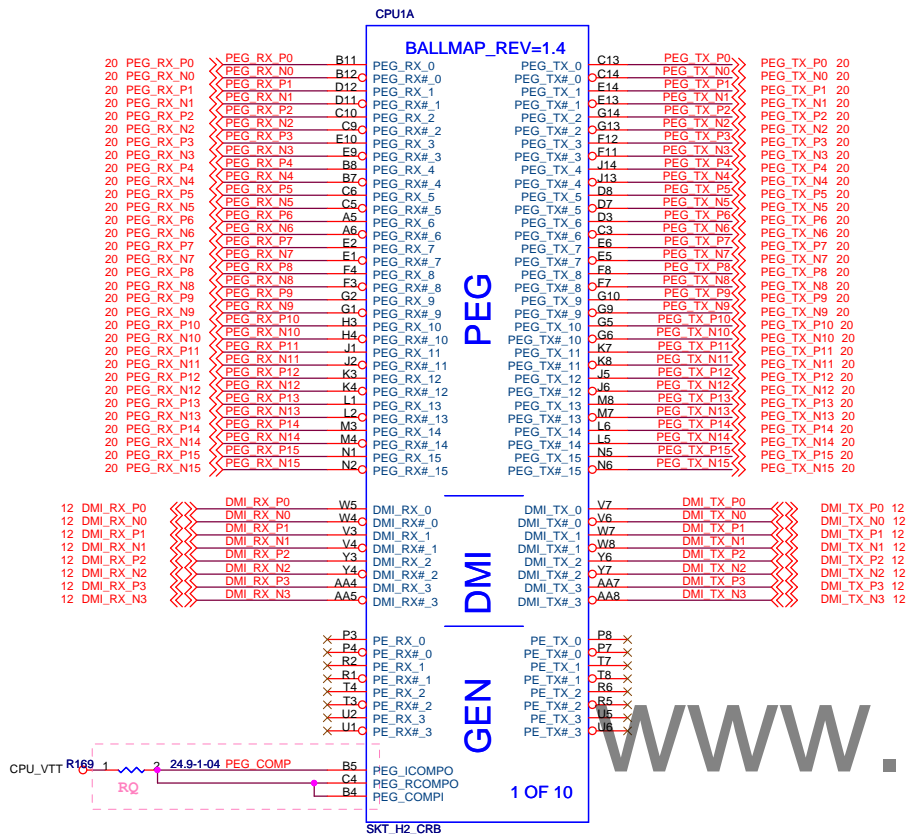 CPU1A
BALLMAP_REV=1.4
20 PEG_RX_P0 PEG_RX_P0 B11 PEG_RX_0 PEG_TX_0 C13 PEG_TX_P0 PEG_TX_P0 20
20 PEG_RX_N0 PEG_RX_N0 B12 PEG_RX#_0 PEG_TX#_0 C14 PEG_TX_N0 PEG_TX_N0 20
20 PEG_RX_P1 PEG_RX_P1 D12 PEG_RX_1 PEG_TX_1 E14 PEG_TX_P1 PEG_TX_P1 20
20 PEG_RX_N1 PEG_RX_N1 D11 PEG_RX#_1 PEG_TX#_1 E13 PEG_TX_N1 PEG_TX_N1 20
20 PEG_RX_P2 PEG_RX_P2 C10 PEG_RX_2 PEG_TX_2 G14 PEG_TX_P2 PEG_TX_P2 20
20 PEG_RX_N2 PEG_RX_N2 C9 PEG_RX#_2 PEG_TX#_2 G13 PEG_TX_N2 PEG_TX_N2 20
20 PEG_RX_P3 PEG_RX_P3 E10 PEG_RX_3 PEG_TX_3 F12 PEG_TX_P3 PEG_TX_P3 20
20 PEG_RX_N3 PEG_RX_N3 E9 PEG_RX#_3 PEG_TX#_3 F11 PEG_TX_N3 PEG_TX_N3 20
20 PEG_RX_P4 PEG_RX_P4 B8 PEG_RX_4 PEG_TX_4 J14 PEG_TX_P4 PEG_TX_P4 20
20 PEG_RX_N4 PEG_RX_N4 B7 PEG_RX#_4 PEG_TX#_4 J13 PEG_TX_N4 PEG_TX_N4 20
20 PEG_RX_P5 PEG_RX_P5 C6 PEG_RX_5 PEG_TX_5 D8 PEG_TX_P5 PEG_TX_P5 20
20 PEG_RX_N5 PEG_RX_N5 C5 PEG_RX#_5 PEG_TX#_5 D7 PEG_TX_N5 PEG_TX_N5 20
20 PEG_RX_P6 PEG_RX_P6 A5 PEG_RX_6 PEG_TX_6 D3 PEG_TX_P6 PEG_TX_P6 20
20 PEG_RX_N6 PEG_RX_N6 A6 PEG_RX#_6 PEG_TX#_6 C3 PEG_TX_N6 PEG_TX_N6 20
20 PEG_RX_P7 PEG_RX_P7 E2 PEG_RX_7 PEG_TX_7 E6 PEG_TX_P7 PEG_TX_P7 20
20 PEG_RX_N7 PEG_RX_N7 E1 PEG_RX#_7 PEG_TX#_7 E5 PEG_TX_N7 PEG_TX_N7 20
20 PEG_RX_P8 PEG_RX_P8 F4 PEG_RX_8 PEG_TX_8 F8 PEG_TX_P8 PEG_TX_P8 20
20 PEG_RX_N8 PEG_RX_N8 F3 PEG_RX#_8 PEG_TX#_8 F7 PEG_TX_N8 PEG_TX_N8 20
20 PEG_RX_P9 PEG_RX_P9 G2 PEG_RX_9 PEG_TX_9 G10 PEG_TX_P9 PEG_TX_P9 20
20 PEG_RX_N9 PEG_RX_N9 G1 PEG_RX#_9 PEG_TX#_9 G9 PEG_TX_N9 PEG_TX_N9 20
20 PEG_RX_P10 PEG_RX_P10 H3 PEG_RX_10 PEG_TX_10 G5 PEG_TX_P10 PEG_TX_P10 20
20 PEG_RX_N10 PEG_RX_N10 H4 PEG_RX#_10 PEG_TX#_10 G6 PEG_TX_N10 PEG_TX_N10 20
20 PEG_RX_P11 PEG_RX_P11 J1 PEG_RX_11 PEG_TX_11 K7 PEG_TX_P11 PEG_TX_P11 20
20 PEG_RX_N11 PEG_RX_N11 J2 PEG_RX#_11 PEG_TX#_11 K8 PEG_TX_N11 PEG_TX_N11 20
20 PEG_RX_P12 PEG_RX_P12 K3 PEG_RX_12 PEG_TX_12 J5 PEG_TX_P12 PEG_TX_P12 20
20 PEG_RX_N12 PEG_RX_N12 K4 PEG_RX#_12 PEG_TX#_12 J6 PEG_TX_N12 PEG_TX_N12 20
20 PEG_RX_P13 PEG_RX_P13 L1 PEG_RX_13 PEG_TX_13 M8 PEG_TX_P13 PEG_TX_P13 20
20 PEG_RX_N13 PEG_RX_N13 L2 PEG_RX#_13 PEG_TX#_13 M7 PEG_TX_N13 PEG_TX_N13 20
20 PEG_RX_P14 PEG_RX_P14 M3 PEG_RX_14 PEG_TX_14 L6 PEG_TX_P14 PEG_TX_P14 20
20 PEG_RX_N14 PEG_RX_N14 M4 PEG_RX#_14 PEG_TX#_14 L5 PEG_TX_N14 PEG_TX_N14 20
20 PEG_RX_P15 PEG_RX_P15 N1 PEG_RX_15 PEG_TX_15 N5 PEG_TX_P15 PEG_TX_P15 20
20 PEG_RX_N15 PEG_RX_N15 N2 PEG_RX#_15 PEG_TX#_15 N6 PEG_TX_N15 PEG_TX_N15 20
PEG
12 DMI_RX_P0 DMI_RX_P0 W5 DMI_RX_0 DMI_TX_0 V7 DMI_TX_P0 DMI_TX_P0 12
12 DMI_RX_N0 DMI_RX_N0 W4 DMI_RX#_0 DMI_TX#_0 V6 DMI_TX_N0 DMI_TX_N0 12
12 DMI_RX_P1 DMI_RX_P1 V3 DMI_RX_1 DMI_TX_1 W7 DMI_TX_P1 DMI_TX_P1 12
12 DMI_RX_N1 DMI_RX_N1 V4 DMI_RX#_1 DMI_TX#_1 W8 DMI_TX_N1 DMI_TX_N1 12
12 DMI_RX_P2 DMI_RX_P2 Y3 DMI_RX_2 DMI_TX_2 Y6 DMI_TX_P2 DMI_TX_P2 12
12 DMI_RX_N2 DMI_RX_N2 Y4 DMI_RX#_2 DMI_TX#_2 Y7 DMI_TX_N2 DMI_TX_N2 12
12 DMI_RX_P3 DMI_RX_P3 AA4 DMI_RX_3 DMI_TX_3 AA7 DMI_TX_P3 DMI_TX_P3 12
12 DMI_RX_N3 DMI_RX_N3 AA5 DMI_RX#_3 DMI_TX#_3 AA8 DMI_TX_N3 DMI_TX_N3 12
DMI
P3 PE_RX_0 PE_TX_0 P8
P4 PE_RX#_0 PE_TX#_0 P7
R2 PE_RX_1 PE_TX_1 T7
R1 PE_RX#_1 PE_TX#_1 T8
T4 PE_RX_2 PE_TX_2 R6
T3 PE_RX#_2 PE_TX#_2 R5
U2 PE_RX_3 PE_TX_3 U5
U1 PE_RX#_3 PE_TX#_3 U6
GEN
www.
CPU_VTT R169 1 2 24.9-1-04 PEG_COMP B5 PEG_ICOMPO
RQ
C4 PEG_RCOMPO
B4 PEG_COMPI
1 OF 10
SKT_H2_CRB